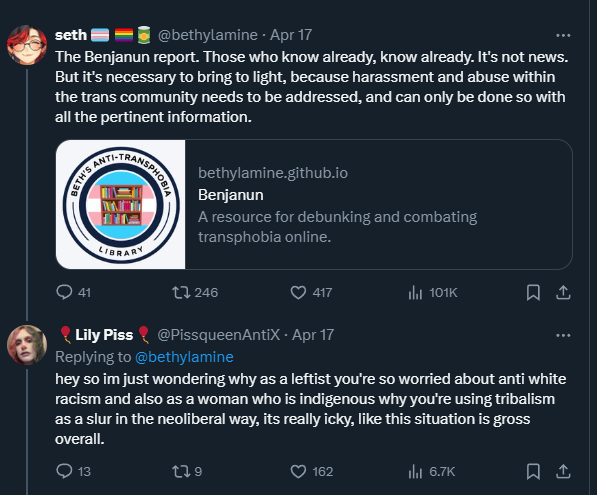 seth @bethylamine · Apr 17
The Benjanun report. Those who know already, know already. It's not news.
But it's necessary to bring to light, because harassment and abuse within
the trans community needs to be addressed, and can only be done so with
all the pertinent information.
BETH'S ANTI-TRANSPHOBIA
LIBRARY
bethylamine.github.io
Benjanun
A resource for debunking and combating
transphobia online.
41 246 417 101K
Lily Piss @PissqueenAntiX · Apr 17
Replying to @bethylamine
hey so im just wondering why as a leftist you're so worried about anti white
racism and also as a woman who is indigenous why you're using tribalism
as a slur in the neoliberal way, its really icky, like this situation is gross
overall.
13 9 162 6.7K